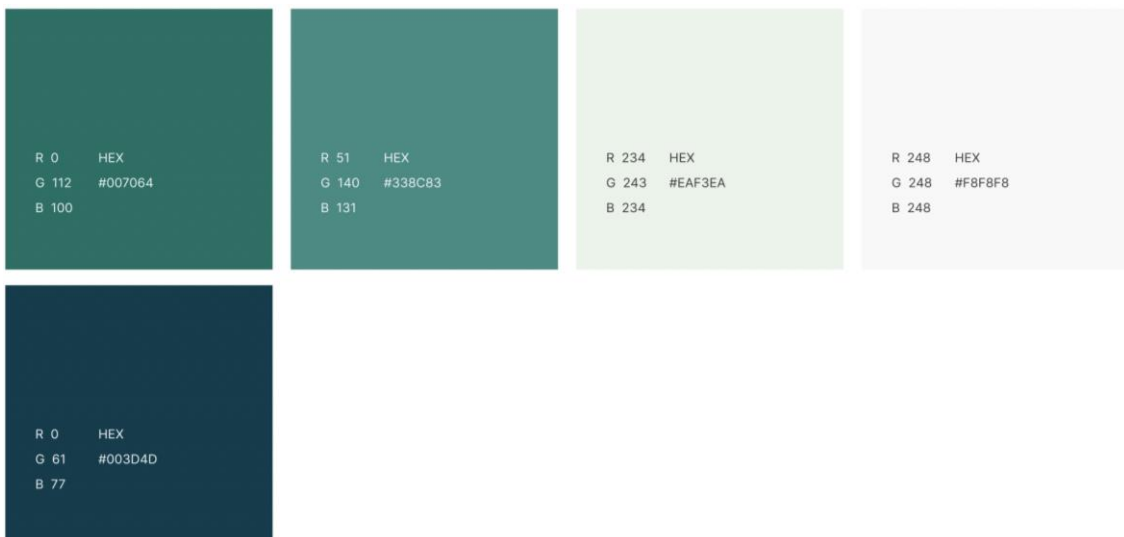 R 0 HEX
G 112 #007064
B 100
R 51 HEX
G 140 #338C83
B 131
R 234 HEX
G 243 #EAF3EA
B 234
R 248 HEX
G 248 #F8F8F8
B 248
R 0 HEX
G 61 #003D4D
B 77